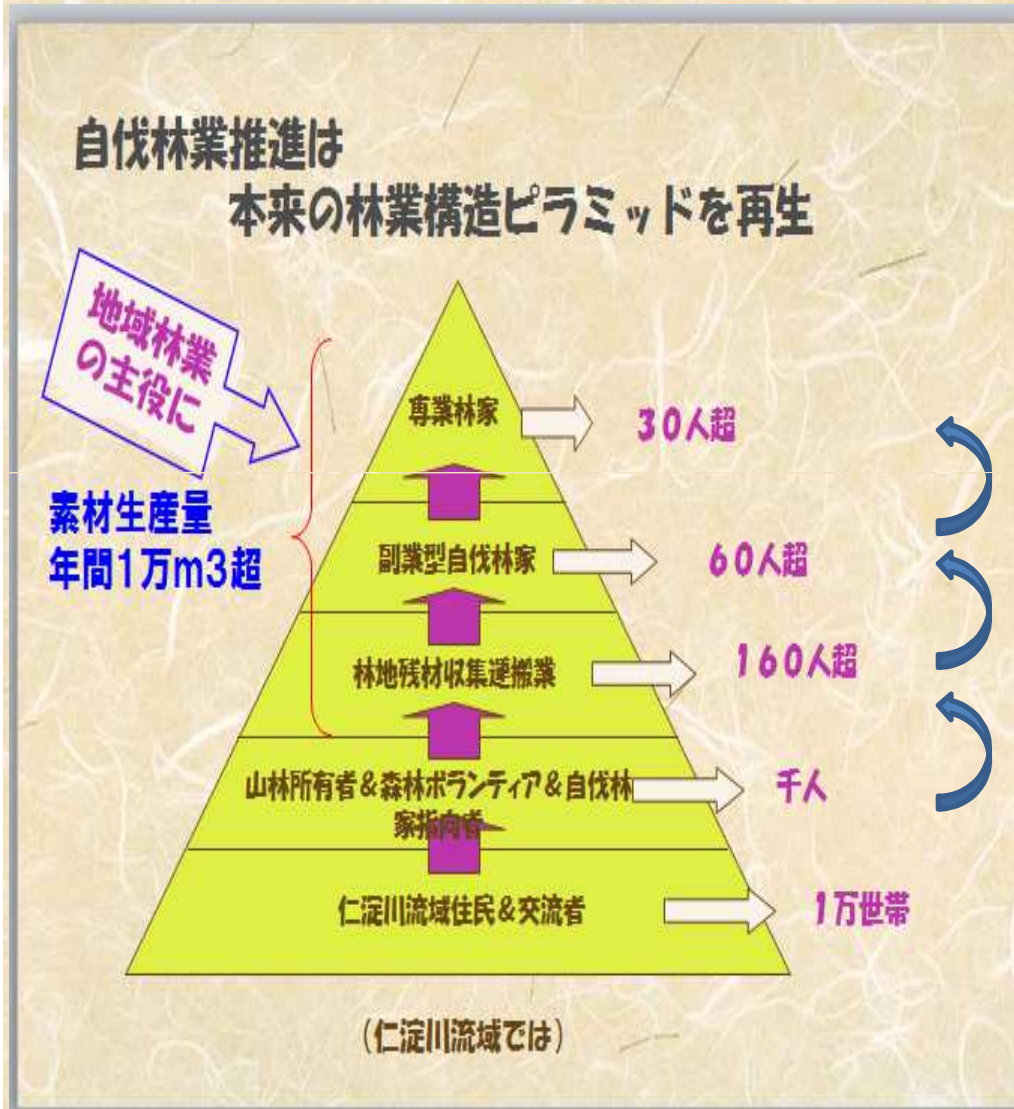 自伐林業推進は
本来の林業構造ピラミッドを再生
地域林業
の主役に
素材生産量
年間1万m3超
専業林家
30人超
副業型自伐林家
60人超
林地残材収集運搬業
160人超
山林所有者&森林ボランティア&自伐林
家指向者
千人
仁淀川流域住民&交流者
1万世帯
(仁淀川流域では)